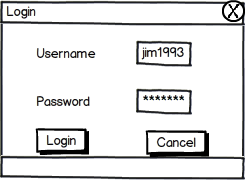 Login
Username jim1993
Password *******
Login Cancel